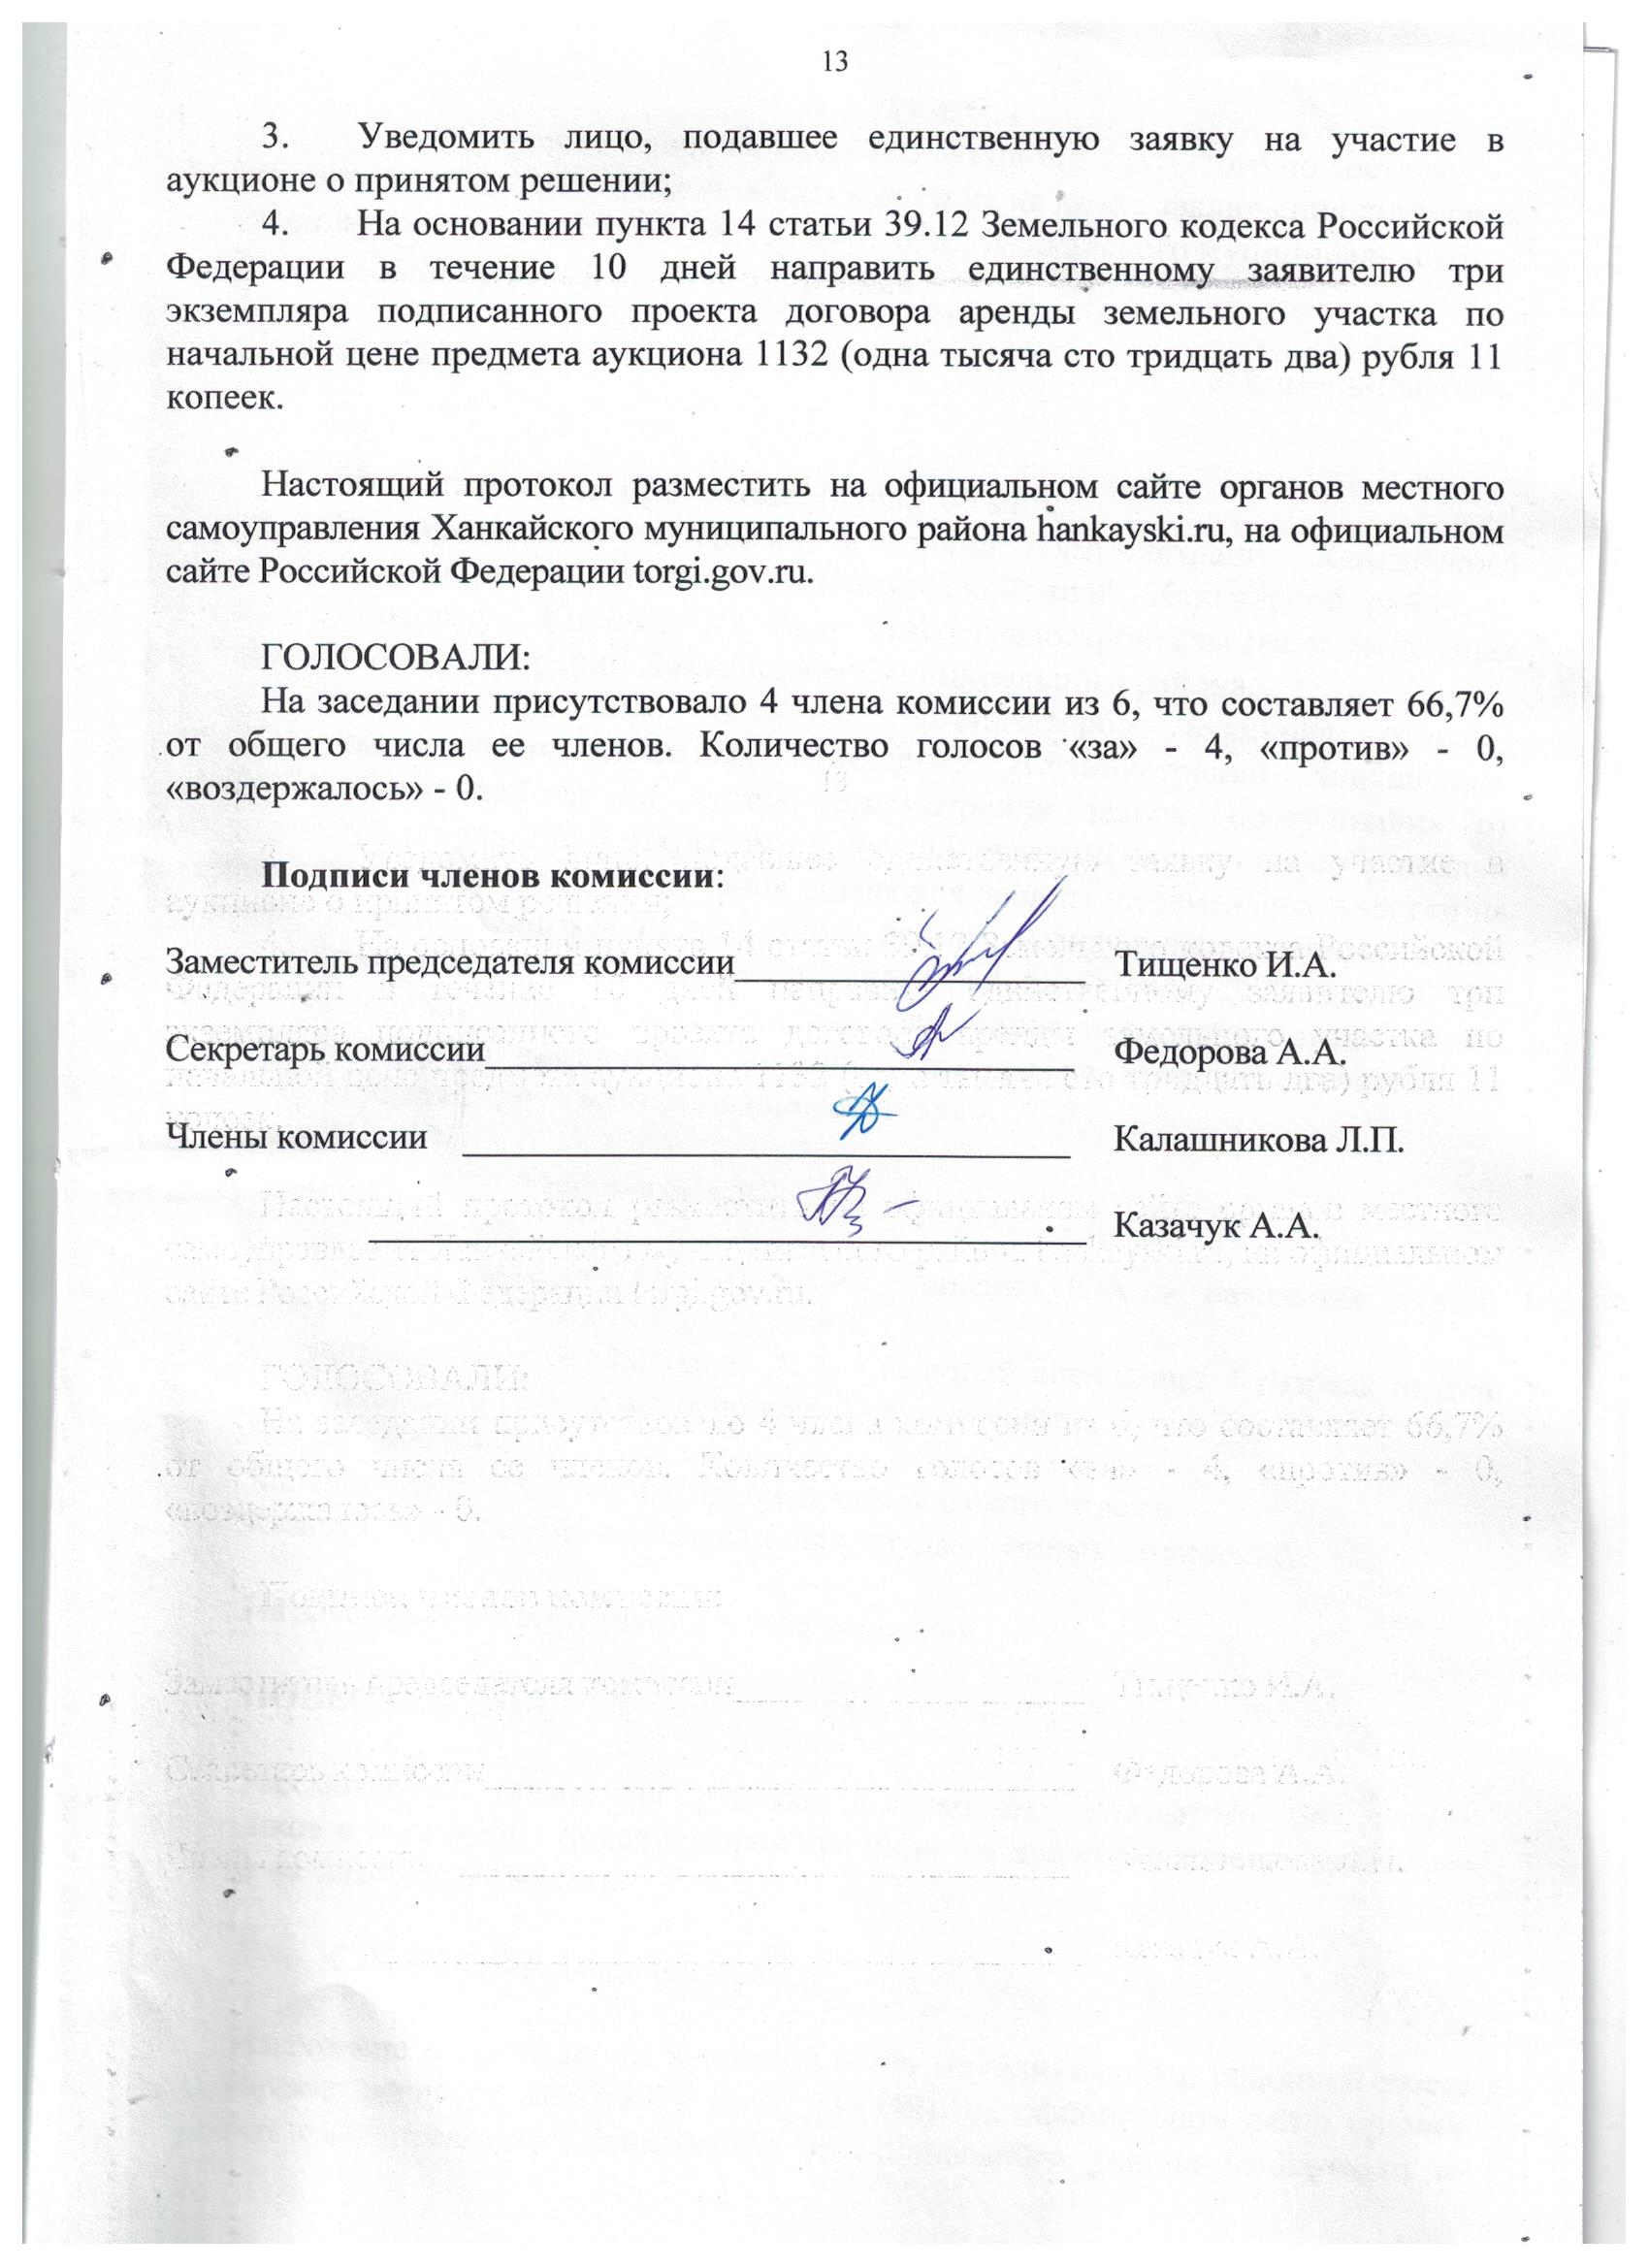 13
3. Уведомить лицо, подавшее единственную заявку на участие в
аукционе о принятом решении;
4. На основании пункта 14 статьи 39.12 Земельного кодекса Российской
Федерации в течение 10 дней направить единственному заявителю три
экземпляра подписанного проекта договора аренды земельного участка по
начальной цене предмета аукциона 1132 (одна тысяча сто тридцать два) рубля 11
копеек.
Настоящий протокол разместить на официальном сайте органов местного
самоуправления Ханкайского муниципального района hankayski.ru, на официальном
сайте Российской Федерации torgi.gov.ru.
ГОЛОСОВАЛИ:
На заседании присутствовало 4 члена комиссии из 6, что составляет 66,7%
от общего числа ее членов. Количество голосов «за» - 4, «против» - 0,
«воздержалось» - 0.
Подписи членов комиссии:
Заместитель председателя комиссии Тищенко И.А.
Секретарь комиссии Федорова А.А.
Члены комиссии Калашникова Л.П.
Казачук А.А.